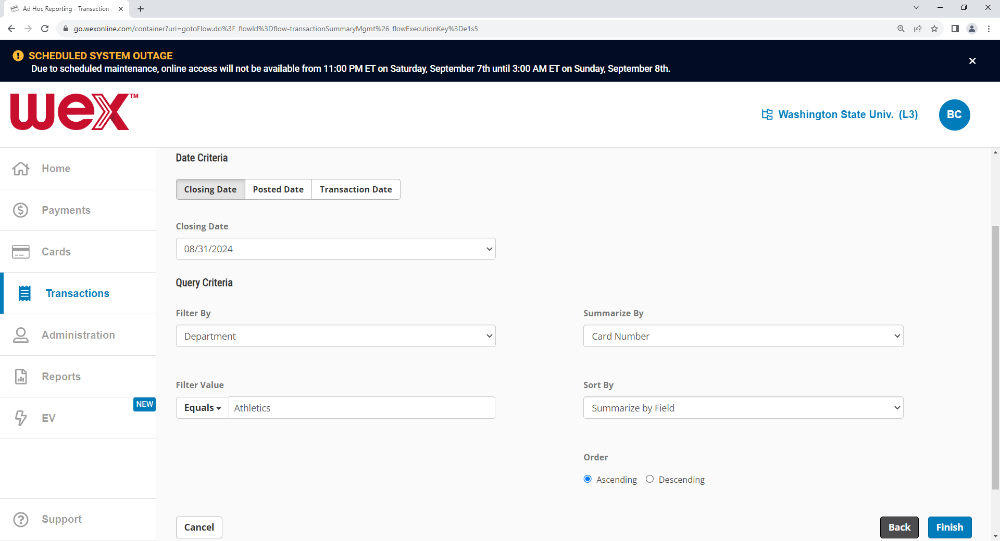 Ad Hoc Reporting - Transaction
go.wexonline.com/container?uri=gotoFlow.do%3F_flowId%3Dflow-transactionSummaryMgmt%26_flowExecutionKey%3De1s5
SCHEDULED SYSTEM OUTAGE
Due to scheduled maintenance, online access will not be available from 11:00 PM ET on Saturday, September 7th until 3:00 AM ET on Sunday, September 8th.
wex™
Washington State Univ. (L3)
BC
Home
Payments
Cards
Transactions
Administration
Reports
NEW
EV
Support
Date Criteria
Closing Date Posted Date Transaction Date
Closing Date
08/31/2024
Query Criteria
Filter By
Department
Summarize By
Card Number
Filter Value
Equals Athletics
Sort By
Summarize by Field
Order
Ascending Descending
Cancel
Back
Finish